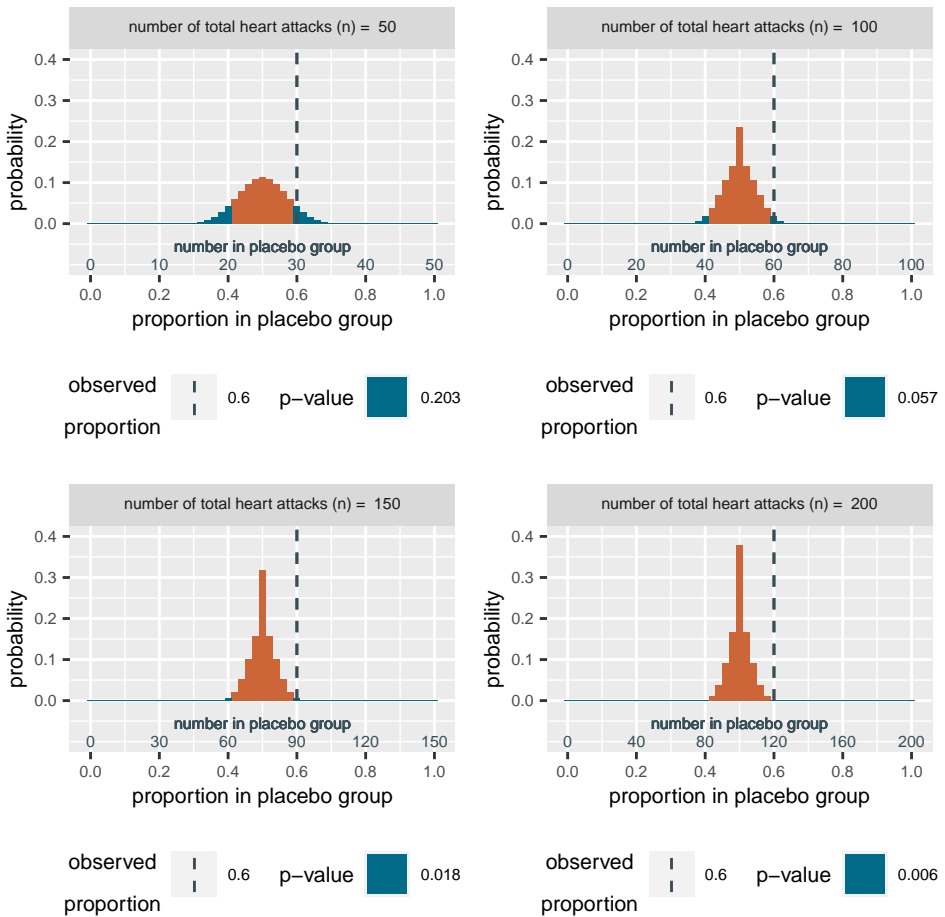 number of total heart attacks (n) =  50
0.4
0.3
0.2
0.1
0.0
probability
number in placebo group
0 10 20 30 40 50
0.0 0.2 0.4 0.6 0.8 1.0
proportion in placebo group
observed
proportion
0.6
p−value
0.203
number of total heart attacks (n) =  100
0.4
0.3
0.2
0.1
0.0
probability
number in placebo group
0 20 40 60 80 100
0.0 0.2 0.4 0.6 0.8 1.0
proportion in placebo group
observed
proportion
0.6
p−value
0.057
number of total heart attacks (n) =  150
0.4
0.3
0.2
0.1
0.0
probability
number in placebo group
0 30 60 90 120 150
0.0 0.2 0.4 0.6 0.8 1.0
proportion in placebo group
observed
proportion
0.6
p−value
0.018
number of total heart attacks (n) =  200
0.4
0.3
0.2
0.1
0.0
probability
number in placebo group
0 40 80 120 160 200
0.0 0.2 0.4 0.6 0.8 1.0
proportion in placebo group
observed
proportion
0.6
p−value
0.006